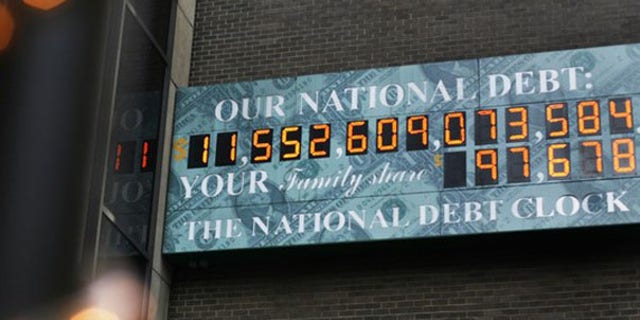 OUR NATIONAL DEBT:
$11,552,609,073,584
YOUR Family share $97,678
THE NATIONAL DEBT CLOCK